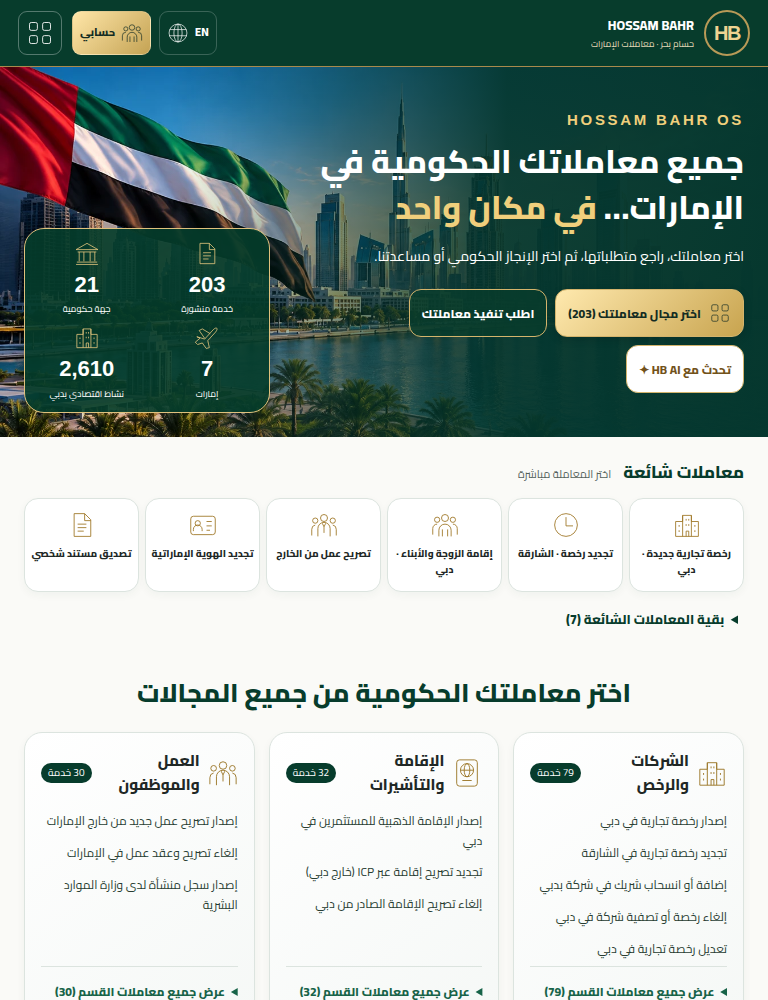 HB
HOSSAM BAHR
حسام بحر · معاملات الإمارات
EN
حسابي
HOSSAM BAHR OS
جميع معاملاتك الحكومية في
الإمارات... في مكان واحد
اختر معاملتك، راجع متطلباتها، ثم اختر الإنجاز الحكومي أو مساعدتنا.
اختر مجال معاملتك (203)
اطلب تنفيذ معاملتك
تحدث مع HB AI ✦
203
خدمة منشورة
21
جهة حكومية
7
إمارات
2,610
نشاط اقتصادي بدبي
معاملات شائعة
اختر المعاملة مباشرة
رخصة تجارية جديدة · دبي
تجديد رخصة · الشارقة
إقامة الزوجة والأبناء · دبي
تصريح عمل من الخارج
تجديد الهوية الإماراتية
تصديق مستند شخصي
بقية المعاملات الشائعة (7)
اختر معاملتك الحكومية من جميع المجالات
الشركات والرخص
79 خدمة
إصدار رخصة تجارية في دبي
تجديد رخصة تجارية في الشارقة
إضافة أو انسحاب شريك في شركة بدبي
إلغاء رخصة أو تصفية شركة في دبي
تعديل رخصة تجارية في دبي
عرض جميع معاملات القسم (79)
الإقامة والتأشيرات
32 خدمة
إصدار الإقامة الذهبية للمستثمرين في دبي
تجديد تصريح إقامة عبر ICP (خارج دبي)
إلغاء تصريح الإقامة الصادر من دبي
عرض جميع معاملات القسم (32)
العمل والموظفون
30 خدمة
إصدار تصريح عمل جديد من خارج الإمارات
إلغاء تصريح وعقد عمل في الإمارات
إصدار سجل منشأة لدى وزارة الموارد البشرية
عرض جميع معاملات القسم (30)